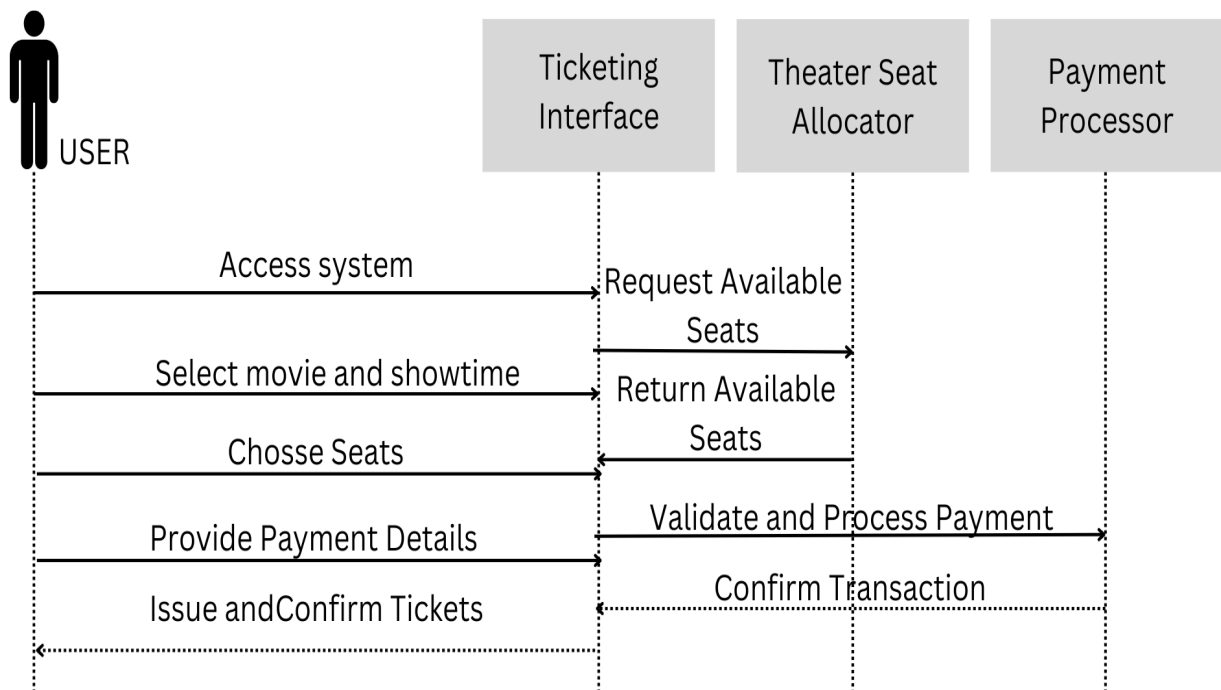 USER
Ticketing
Interface
Theater Seat
Allocator
Payment
Processor
Access system
Request Available
Seats
Select movie and showtime
Return Available
Seats
Chosse Seats
Validate and Process Payment
Provide Payment Details
Confirm Transaction
Issue andConfirm Tickets